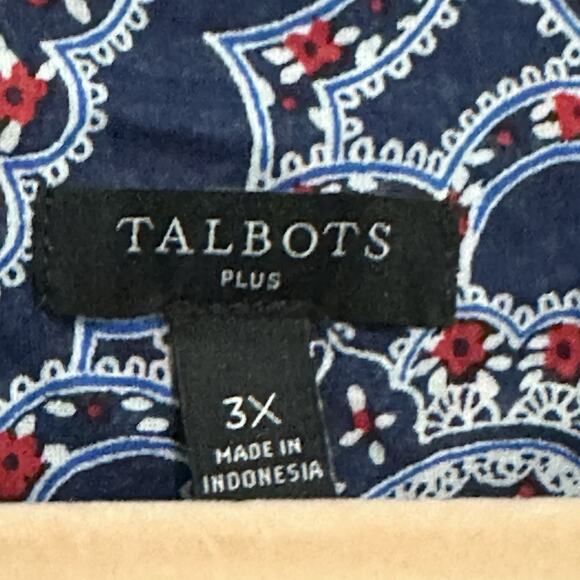 TALBOTS
PLUS
3X
MADE IN
INDONESIA